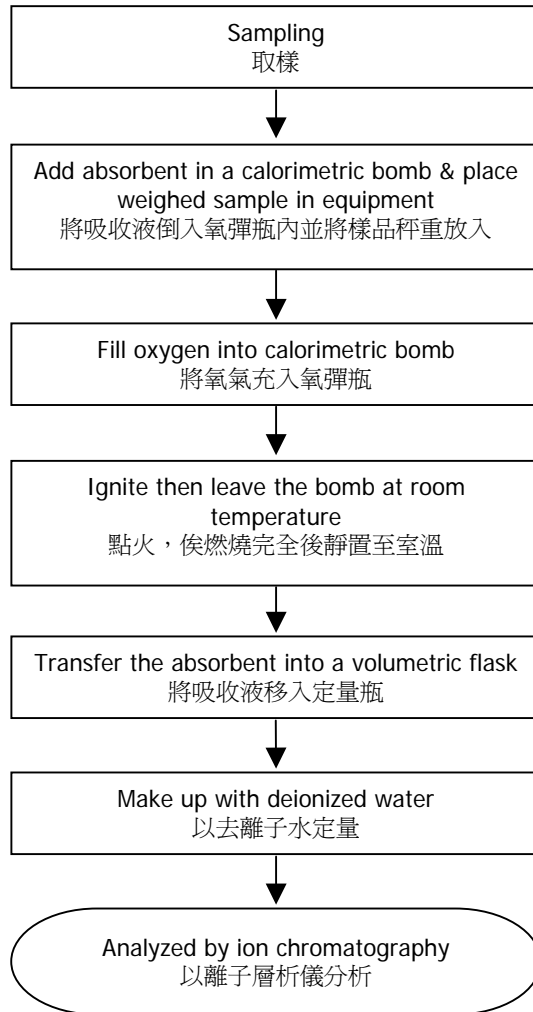 Sampling
取樣
Add absorbent in a calorimetric bomb & place
weighed sample in equipment
將吸收液倒入氧彈瓶內並將樣品秤重放入
Fill oxygen into calorimetric bomb
將氧氣充入氧彈瓶
Ignite then leave the bomb at room
temperature
點火，俟燃燒完全後靜置至室溫
Transfer the absorbent into a volumetric flask
將吸收液移入定量瓶
Make up with deionized water
以去離子水定量
Analyzed by ion chromatography
以離子層析儀分析